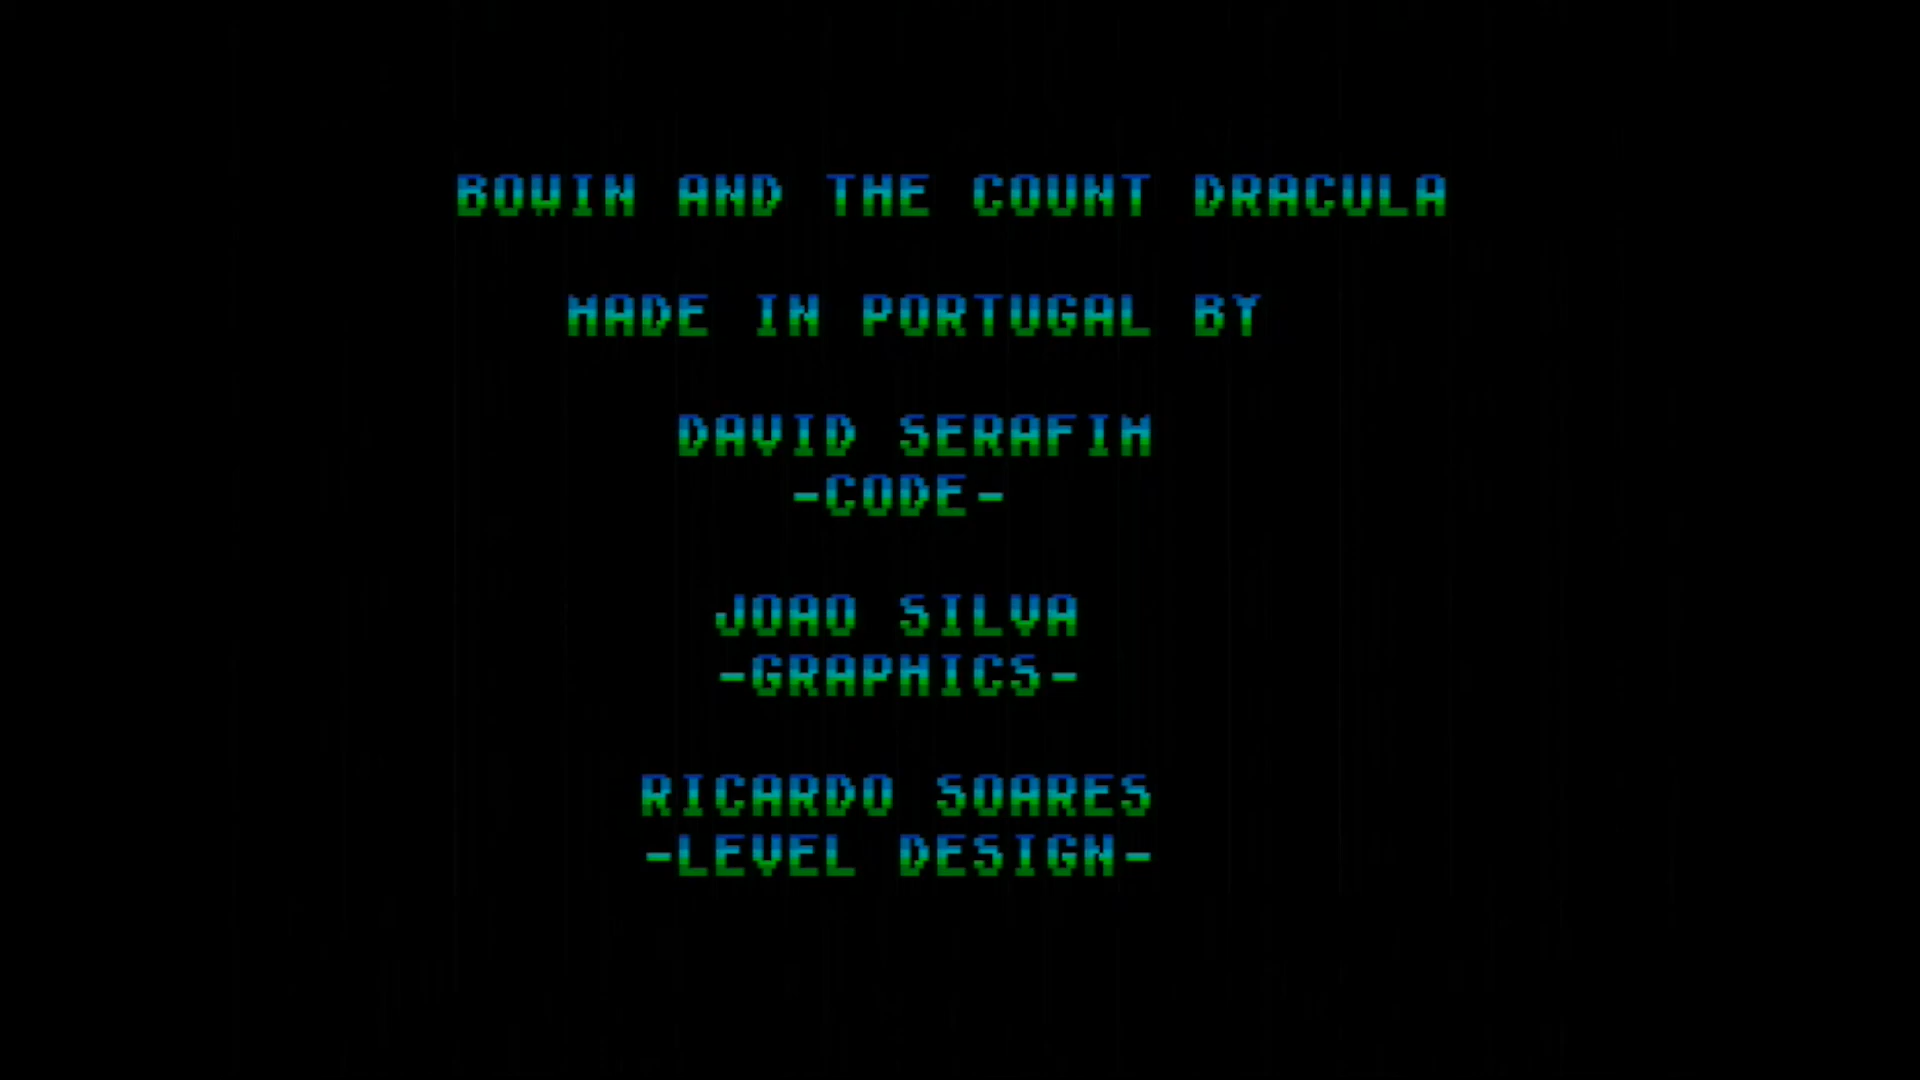 BOWIN AND THE COUNT DRACULA
MADE IN PORTUGAL BY
DAVID SERAFIM
-CODE-
JOAO SILVA
-GRAPHICS-
RICARDO SOARES
-LEVEL DESIGN-